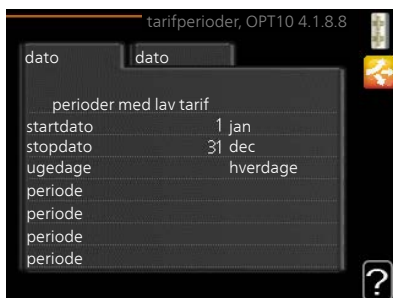 tarifperioder, OPT10 4.1.8.8
dato
dato
perioder med lav tarif
startdato 1 jan
stopdato 31 dec
ugedage hverdage
periode
periode
periode
periode
?